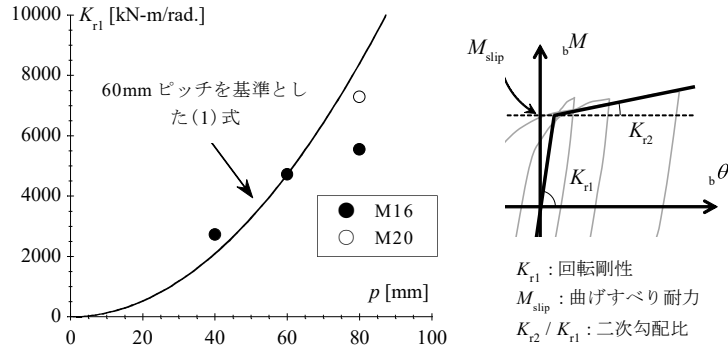 K_r1 [kN-m/rad.]
10000
8000
6000
4000
2000
0
60mm ピッチを基準とし
た(1) 式
M16
M20
p [mm]
0 20 40 60 80 100
M_slip
_bM
K_r2
K_r1
_bθ
K_r1 : 回転剛性
M_slip : 曲げすべり耐力
K_r2 / K_r1 : 二次勾配比